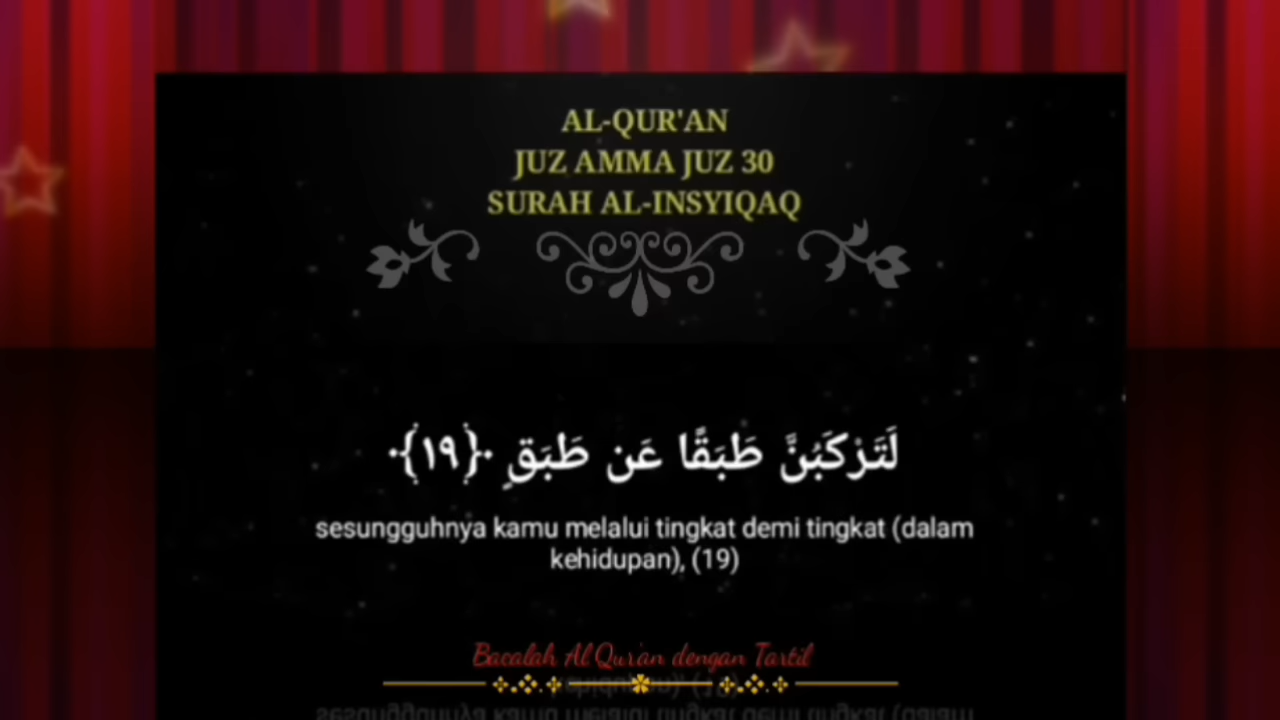 AL-QUR'AN
JUZ AMMA JUZ 30
SURAH AL-INSYIQAQ
لَتَرْكَبُنَّ طَبَقًا عَن طَبَقٍ ﴿١٩﴾
sesungguhnya kamu melalui tingkat demi tingkat (dalam
kehidupan), (19)
Bacalah Al Qur'an dengan Tartil